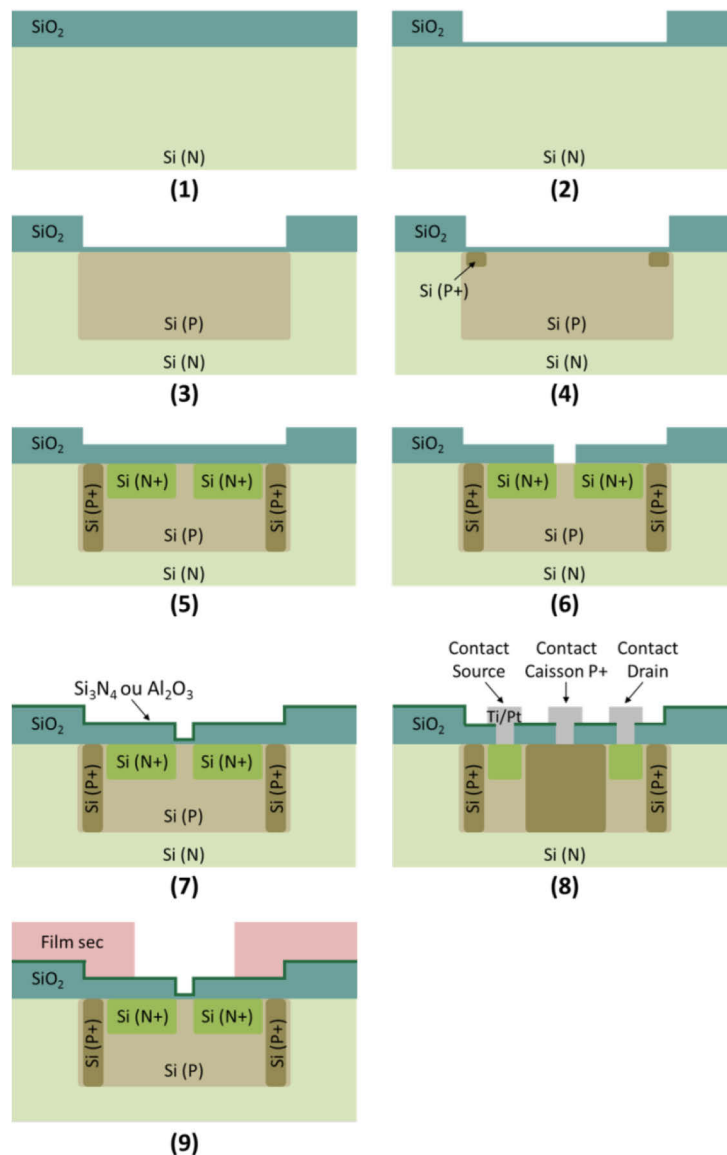 SiO₂
Si (N)
(1)
SiO₂
Si (N)
(2)
SiO₂
Si (P)
Si (N)
(3)
SiO₂
Si (P+)
Si (P)
Si (N)
(4)
SiO₂
Si (P+)
Si (N+)
Si (N+)
Si (P+)
Si (P)
Si (N)
(5)
SiO₂
Si (P+)
Si (N+)
Si (N+)
Si (P+)
Si (P)
Si (N)
(6)
Si₃N₄ ou Al₂O₃
SiO₂
Si (P+)
Si (N+)
Si (N+)
Si (P+)
Si (P)
Si (N)
(7)
Contact
Source
Contact
Caisson P+
Contact
Drain
Ti/Pt
SiO₂
Si (P+)
Si (P+)
Si (N)
(8)
Film sec
SiO₂
Si (P+)
Si (N+)
Si (N+)
Si (P+)
Si (P)
(9)